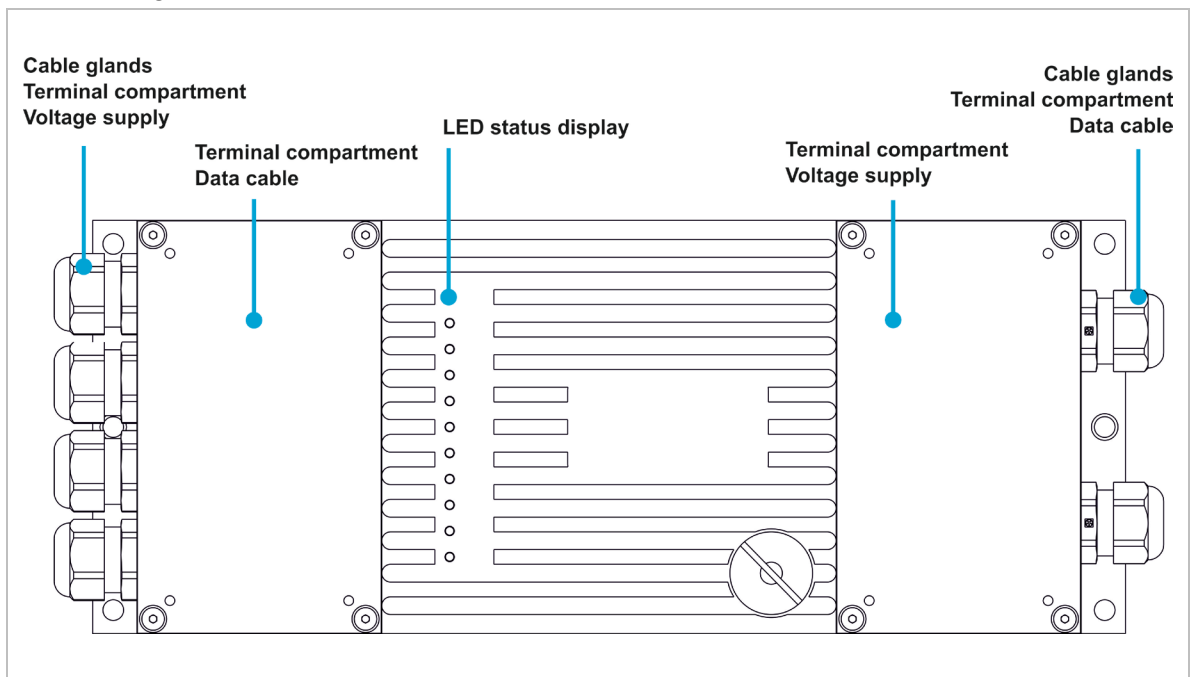 Cable glands
Terminal compartment
Voltage supply
Terminal compartment
Data cable
LED status display
Terminal compartment
Voltage supply
Cable glands
Terminal compartment
Data cable